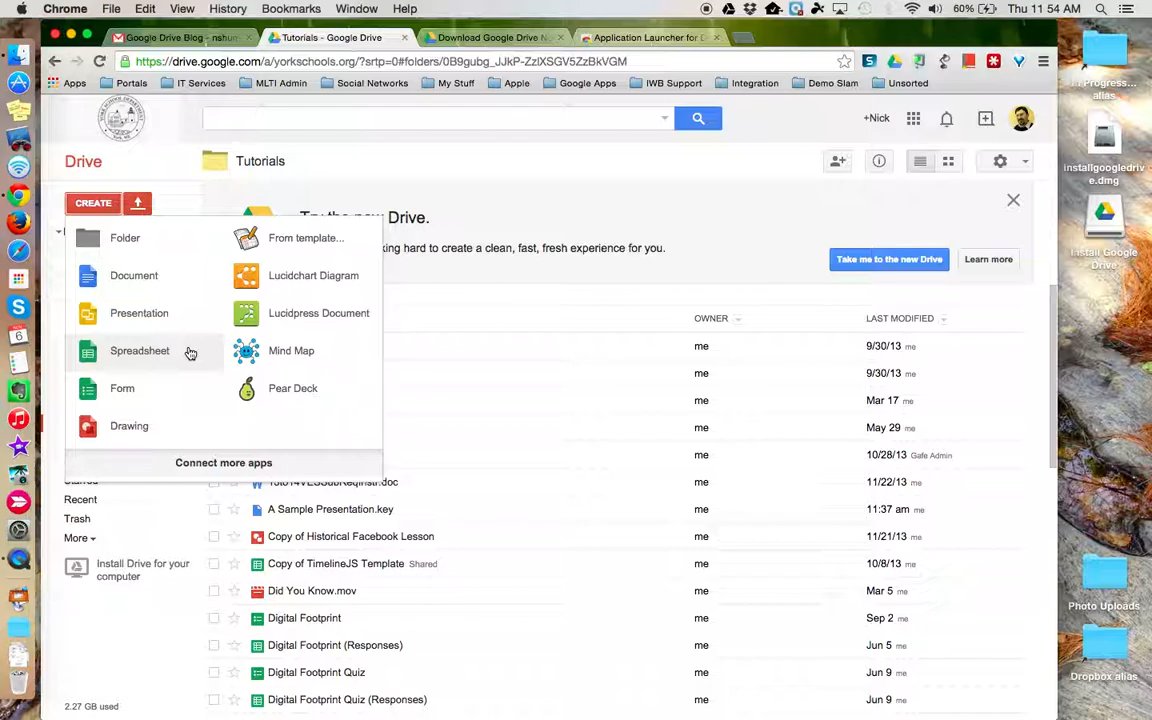 Chrome File Edit View History Bookmarks Window Help 60% Thu 11:54 AM
Google Drive Blog - nshum Tutorials - Google Drive Download Google Drive Application Launcher for
https://drive.google.com/a/yorkschools.org/?srtp=0#folders/0B9gubg_JJkP-ZzlXSGV5ZzBkVGM
Apps Portals IT Services MLTI Admin Social Networks My Stuff Apple Google Apps IWB Support Integration Demo Slam Unsorted
+Nick
Drive Tutorials
CREATE
the new Drive.
king hard to create a clean, fast, fresh experience for you.
Take me to the new Drive Learn more
Folder From template...
Document Lucidchart Diagram
Presentation Lucidpress Document
Spreadsheet Mind Map
Form Pear Deck
Drawing
Connect more apps
OWNER LAST MODIFIED
me 9/30/13 me
me 9/30/13 me
me Mar 17 me
me May 29 me
me 10/28/13 Gafe Admin
me 11/22/13 me
A Sample Presentation.key me 11:37 am me
Copy of Historical Facebook Lesson me 11/21/13 me
Copy of TimelineJS Template Shared me 10/8/13 me
Did You Know.mov me Mar 5 me
Digital Footprint me Sep 2 me
Digital Footprint (Responses) me Jun 5 me
Digital Footprint Quiz me Jun 9 me
Digital Footprint Quiz (Responses) me Jun 9 me
Starred
Recent
Trash
More
Install Drive for your
computer
2.27 GB used
In Progress...
alias
installgoogledriv
e.dmg
Install Google
Drive
Photo Uploads
Dropbox alias
NOV
6